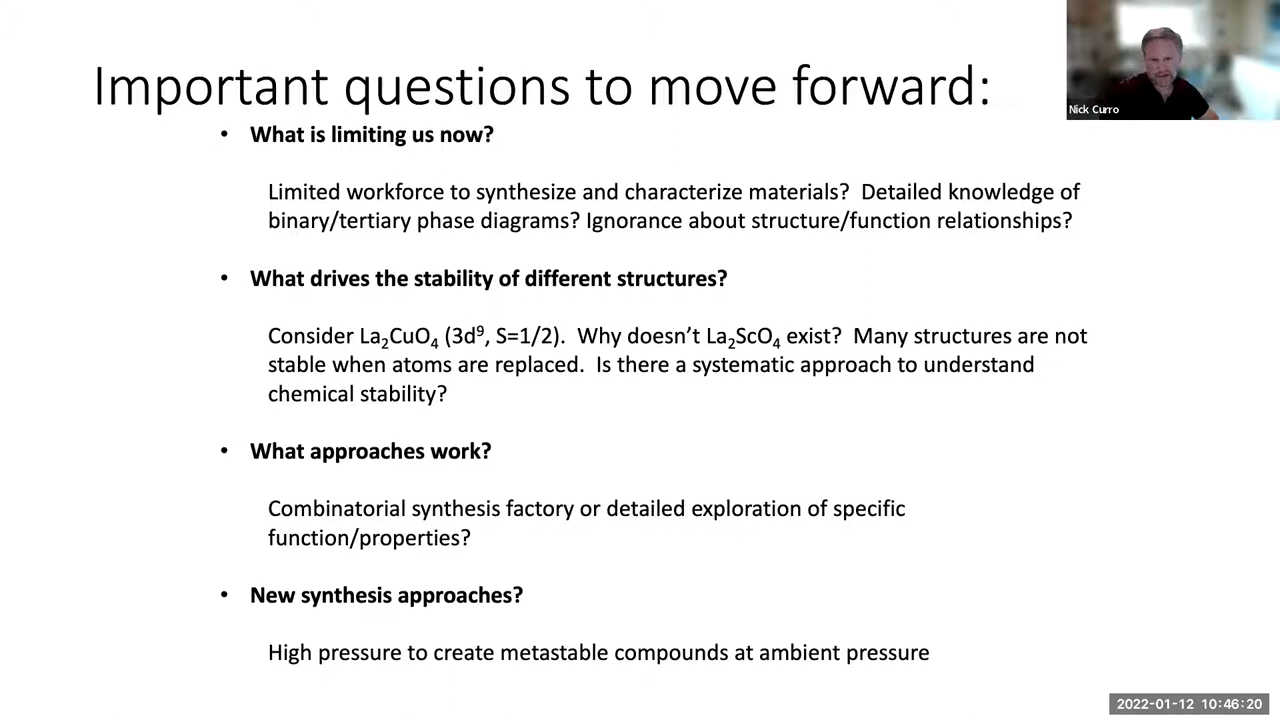 Important questions to move forward:
Nick Curro
• What is limiting us now?
Limited workforce to synthesize and characterize materials? Detailed knowledge of
binary/tertiary phase diagrams? Ignorance about structure/function relationships?
• What drives the stability of different structures?
Consider La₂CuO₄ (3d⁹, S=1/2). Why doesn’t La₂ScO₄ exist? Many structures are not
stable when atoms are replaced. Is there a systematic approach to understand
chemical stability?
• What approaches work?
Combinatorial synthesis factory or detailed exploration of specific
function/properties?
• New synthesis approaches?
High pressure to create metastable compounds at ambient pressure
2022-01-12 10:46:20